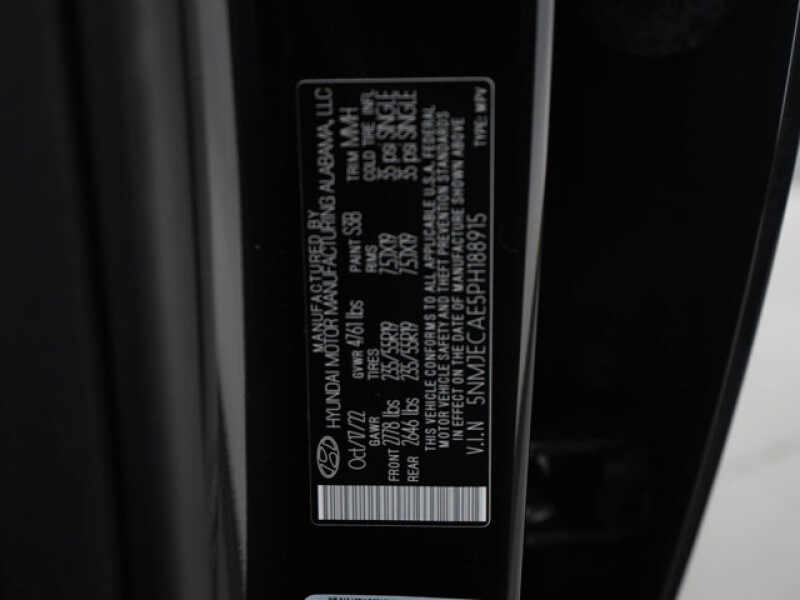 MANUFACTURED BY
HYUNDAI MOTOR MANUFACTURING ALABAMA, LLC
Oct/17/22 GVWR 4761 lbs PAINT S3B TRIM MMH
GAWR TIRES RIMS COLD TIRE INFL.
FRONT 2778 lbs 235/55R19 7.5JX19 35 psi SINGLE
REAR 2646 lbs 235/55R19 7.5JX19 35 psi SINGLE
THIS VEHICLE CONFORMS TO ALL APPLICABLE U.S.A. FEDERAL
MOTOR VEHICLE SAFETY AND THEFT PREVENTION STANDARDS
IN EFFECT ON THE DATE OF MANUFACTURE SHOWN ABOVE
V.I.N 5NMJECAE5PH188915 TYPE: MPV